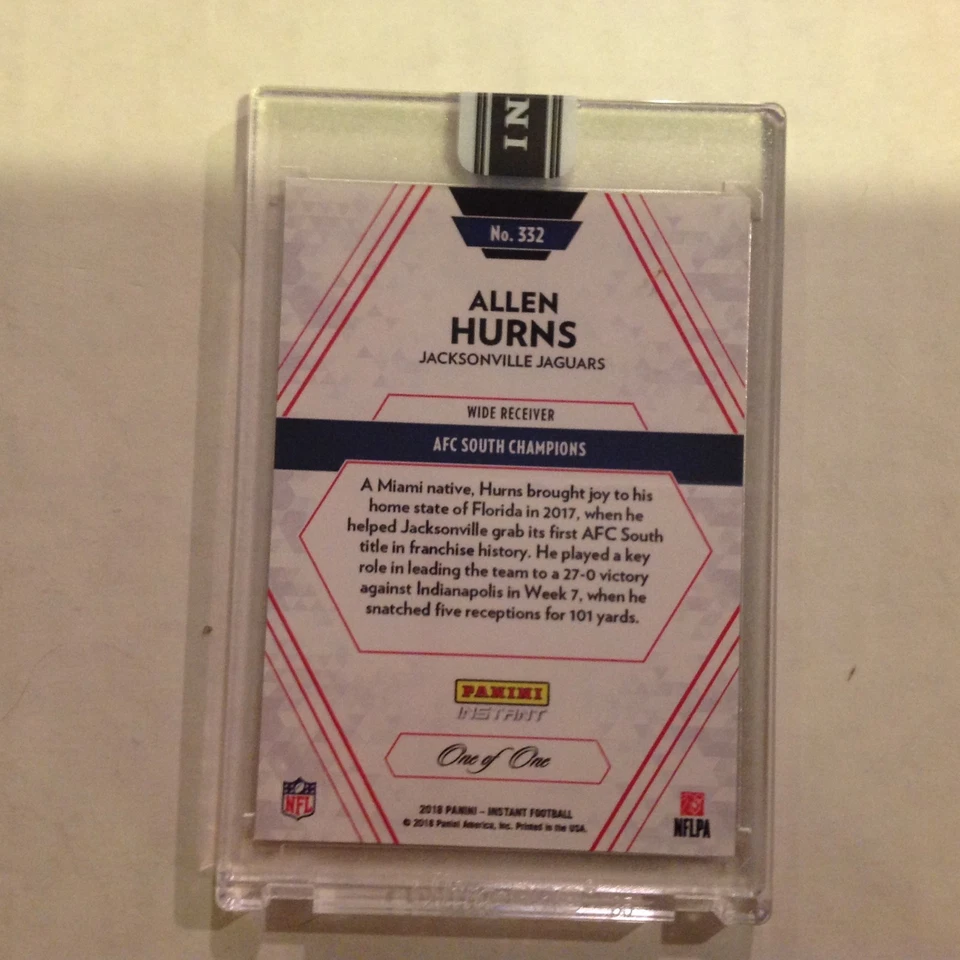 IN
No. 332
ALLEN
HURNS
JACKSONVILLE JAGUARS
WIDE RECEIVER
AFC SOUTH CHAMPIONS
A Miami native, Hurns brought joy to his
home state of Florida in 2017, when he
helped Jacksonville grab its first AFC South
title in franchise history. He played a key
role in leading the team to a 27-0 victory
against Indianapolis in Week 7, when he
snatched five receptions for 101 yards.
PANINI
INSTANT
One of One
NFL
2018 PANINI – INSTANT FOOTBALL
© 2018 Panini America, Inc. Printed in the USA.
NFLPA